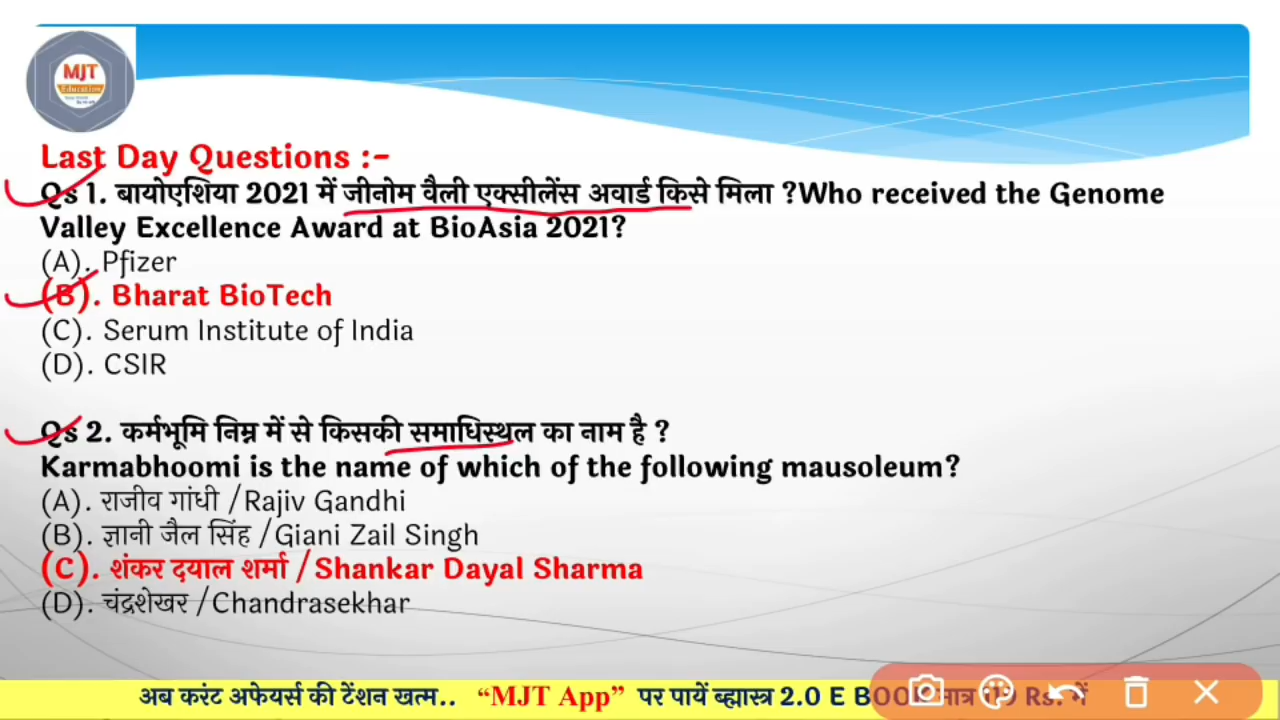 MJT
Education
Last Day Questions :-
Qs 1. बायोएशिया 2021 में जीनोम वैली एक्सीलेंस अवार्ड किसे मिला ?Who received the Genome
Valley Excellence Award at BioAsia 2021?
(A). Pfizer
(B). Bharat BioTech
(C). Serum Institute of India
(D). CSIR
Qs 2. कर्मभूमि निम्न में से किसकी समाधिस्थल का नाम है ?
Karmabhoomi is the name of which of the following mausoleum?
(A). राजीव गांधी /Rajiv Gandhi
(B). ज्ञानी जैल सिंह /Giani Zail Singh
(C). शंकर दयाल शर्मा /Shankar Dayal Sharma
(D). चंद्रशेखर /Chandrasekhar
अब करंट अफेयर्स की टेंशन खत्म.. “MJT App” पर पायें ब्ह्मास्त्र 2.0 E BOOK मात्र Rs. में